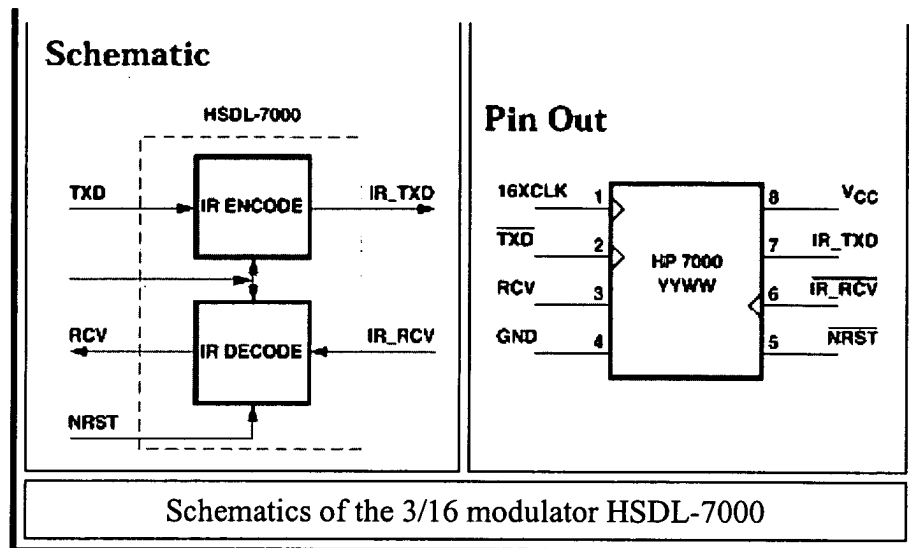 Schematic
HSDL-7000
TXD
IR ENCODE
IR_TXD
RCV
IR DECODE
IR_RCV
NRST
Pin Out
16XCLK 1
TXD 2
RCV 3
GND 4
HP 7000
YYWW
8 VCC
7 IR_TXD
6 IR_RCV
5 NRST
Schematics of the 3/16 modulator HSDL-7000